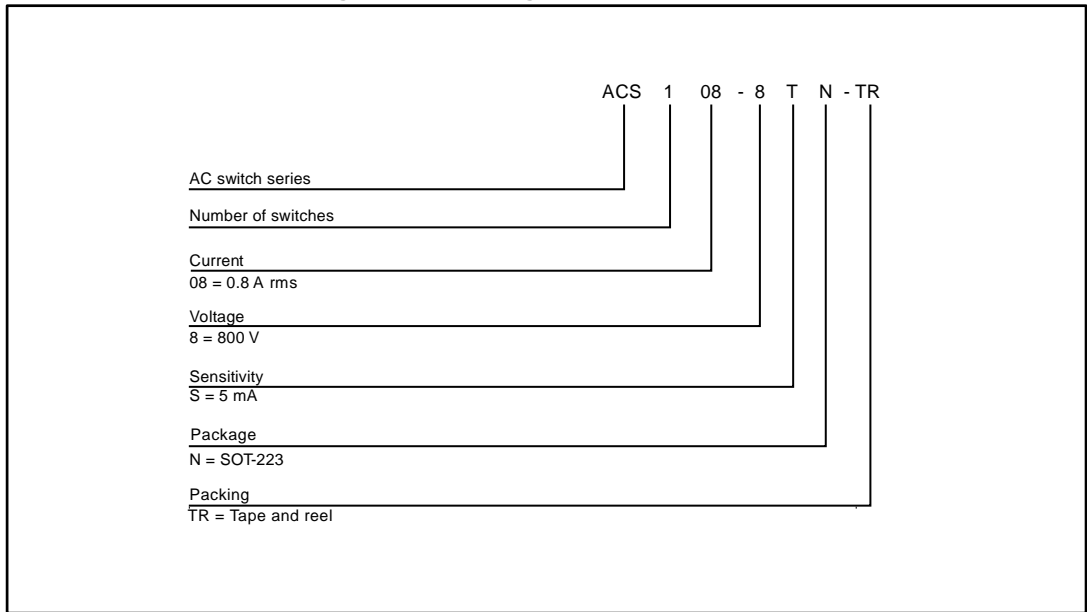 ACS 1 08 - 8 T N - TR
AC switch series
Number of switches
Current
08 = 0.8 A rms
Voltage
8 = 800 V
Sensitivity
S = 5 mA
Package
N = SOT-223
Packing
TR = Tape and reel